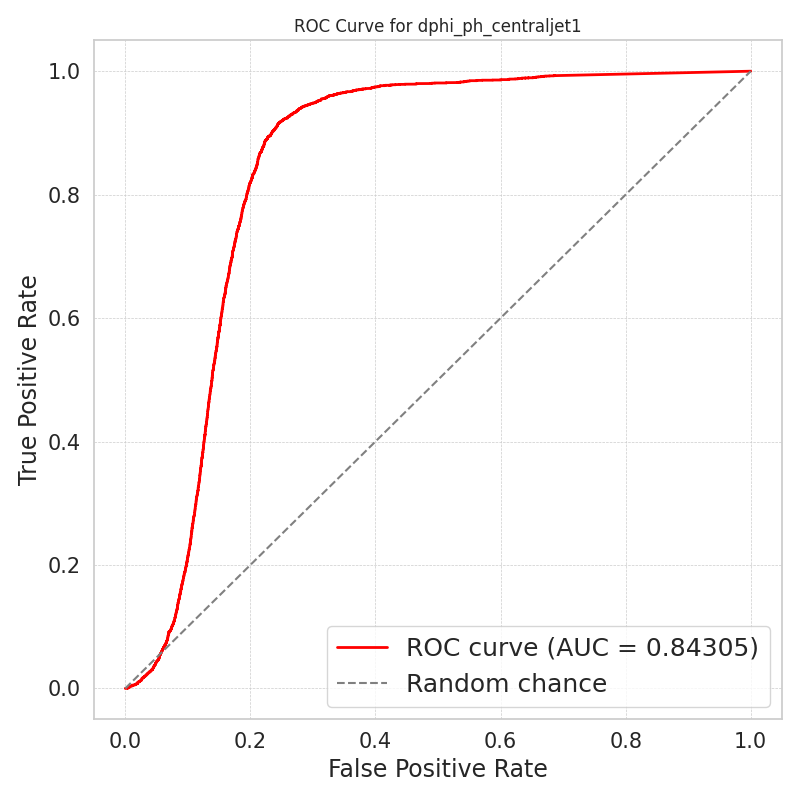 ROC Curve for dphi_ph_centraljet1
True Positive Rate
1.0
0.8
0.6
0.4
0.2
0.0
ROC curve (AUC = 0.84305)
Random chance
0.0 0.2 0.4 0.6 0.8 1.0
False Positive Rate